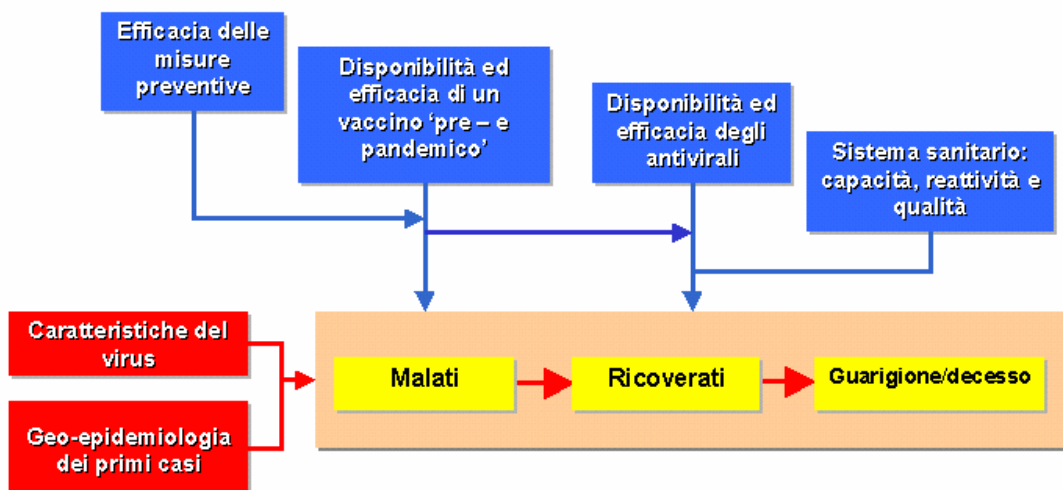 Efficacia delle
misure
preventive
Disponibilità ed
efficacia di un
vaccino ‘pre – e
pandemico’
Disponibilità ed
efficacia degli
antivirali
Sistema sanitario:
capacità, reattività e
qualità
Caratteristiche del
virus
Geo-epidemiologia
dei primi casi
Malati
Ricoverati
Guarigione/decesso